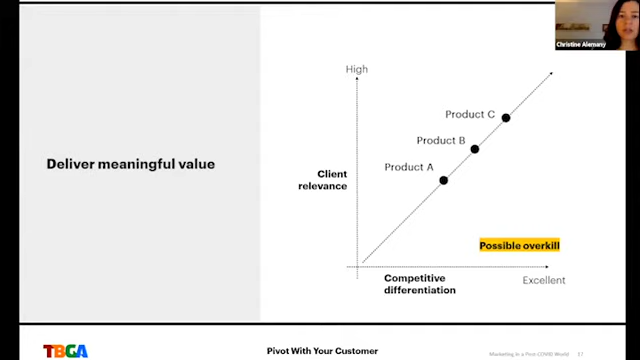 Christine Alemany
High
Product C
Product B
Product A
Deliver meaningful value
Client
relevance
Possible overkill
Competitive
differentiation
Excellent
TBGA
Pivot With Your Customer
Marketing in a Post-COVID World
17